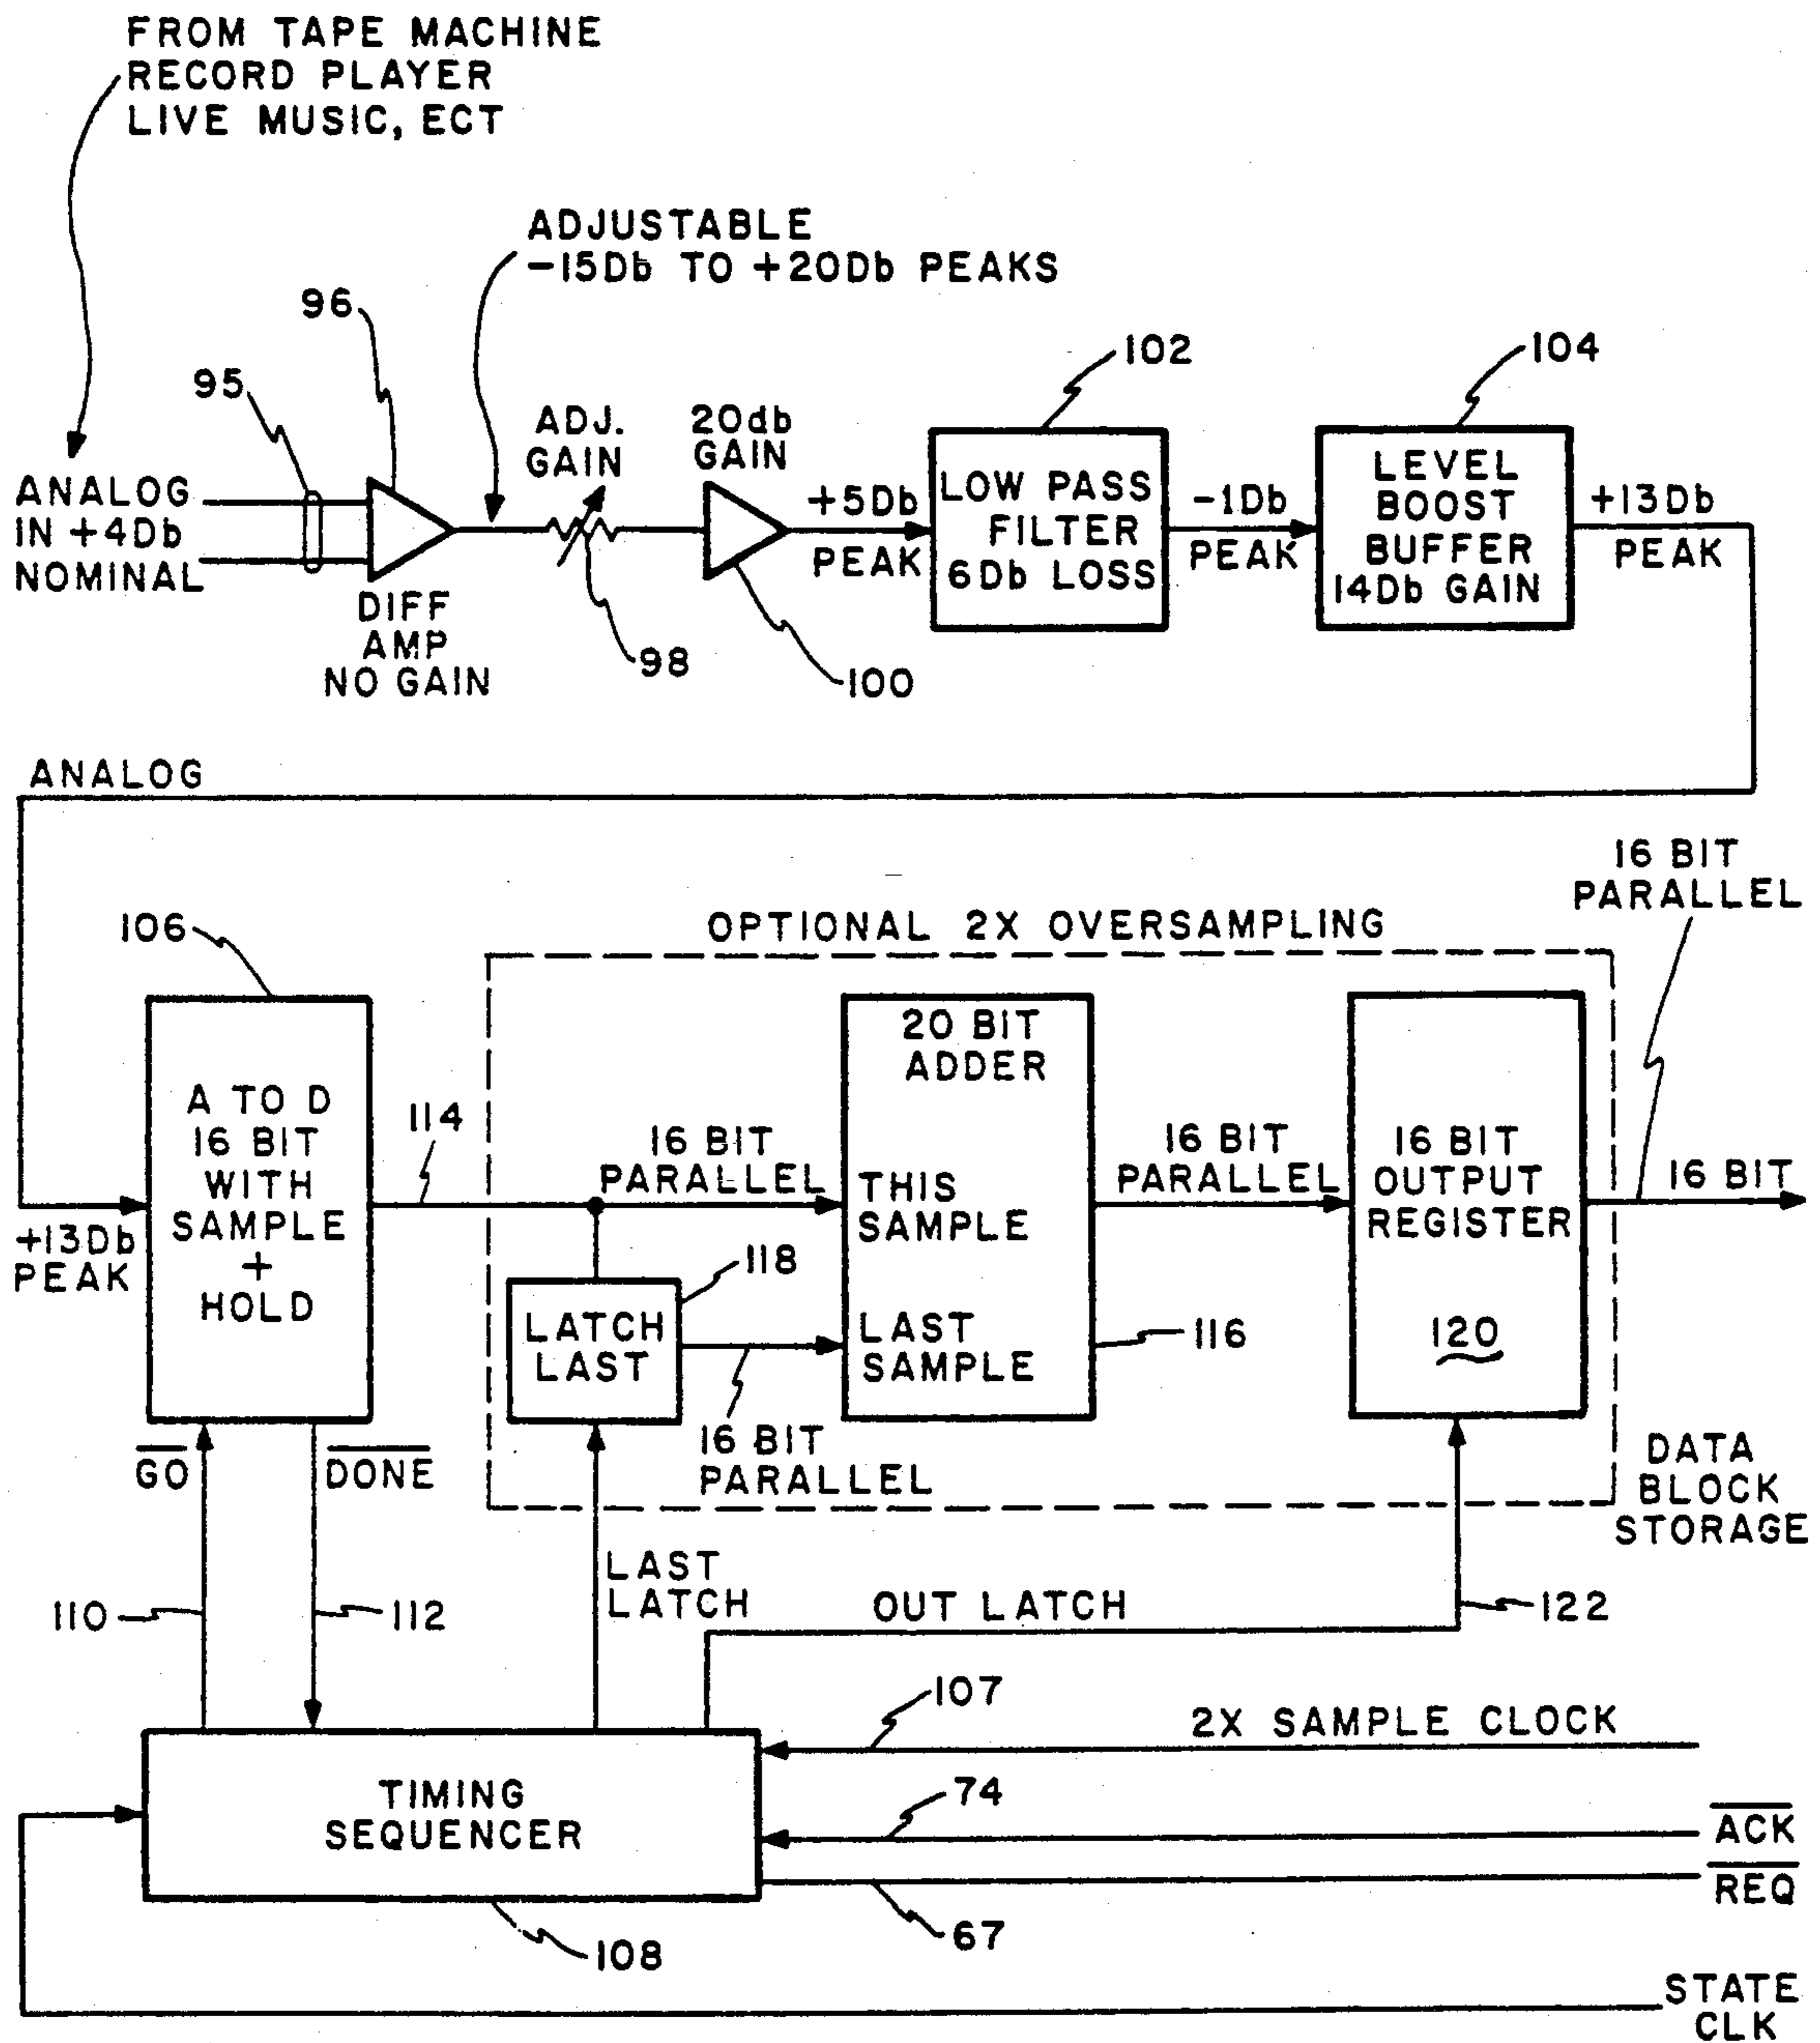 FROM TAPE MACHINE
RECORD PLAYER
LIVE MUSIC, ECT
ADJUSTABLE
-15Db TO +20Db PEAKS
96
95
ADJ.
GAIN
20db
GAIN
102
104
ANALOG
IN +4Db
NOMINAL
DIFF
AMP
NO GAIN
98
100
+5Db
PEAK
LOW PASS
FILTER
6Db LOSS
-1Db
PEAK
LEVEL
BOOST
BUFFER
14Db GAIN
+13Db
PEAK
ANALOG
16 BIT
PARALLEL
OPTIONAL 2X OVERSAMPLING
106
A TO D
16 BIT
WITH
SAMPLE
+
HOLD
+13Db
PEAK
114
16 BIT
PARALLEL
20 BIT
ADDER
THIS
SAMPLE
LAST
SAMPLE
118
LATCH
LAST
16 BIT
PARALLEL
116
16 BIT
PARALLEL
16 BIT
OUTPUT
REGISTER
120
16 BIT
DATA
BLOCK
STORAGE
GO
DONE
110
112
LAST
LATCH
OUT LATCH
122
107
2X SAMPLE CLOCK
TIMING
SEQUENCER
74
ACK
REQ
67
108
STATE
CLK